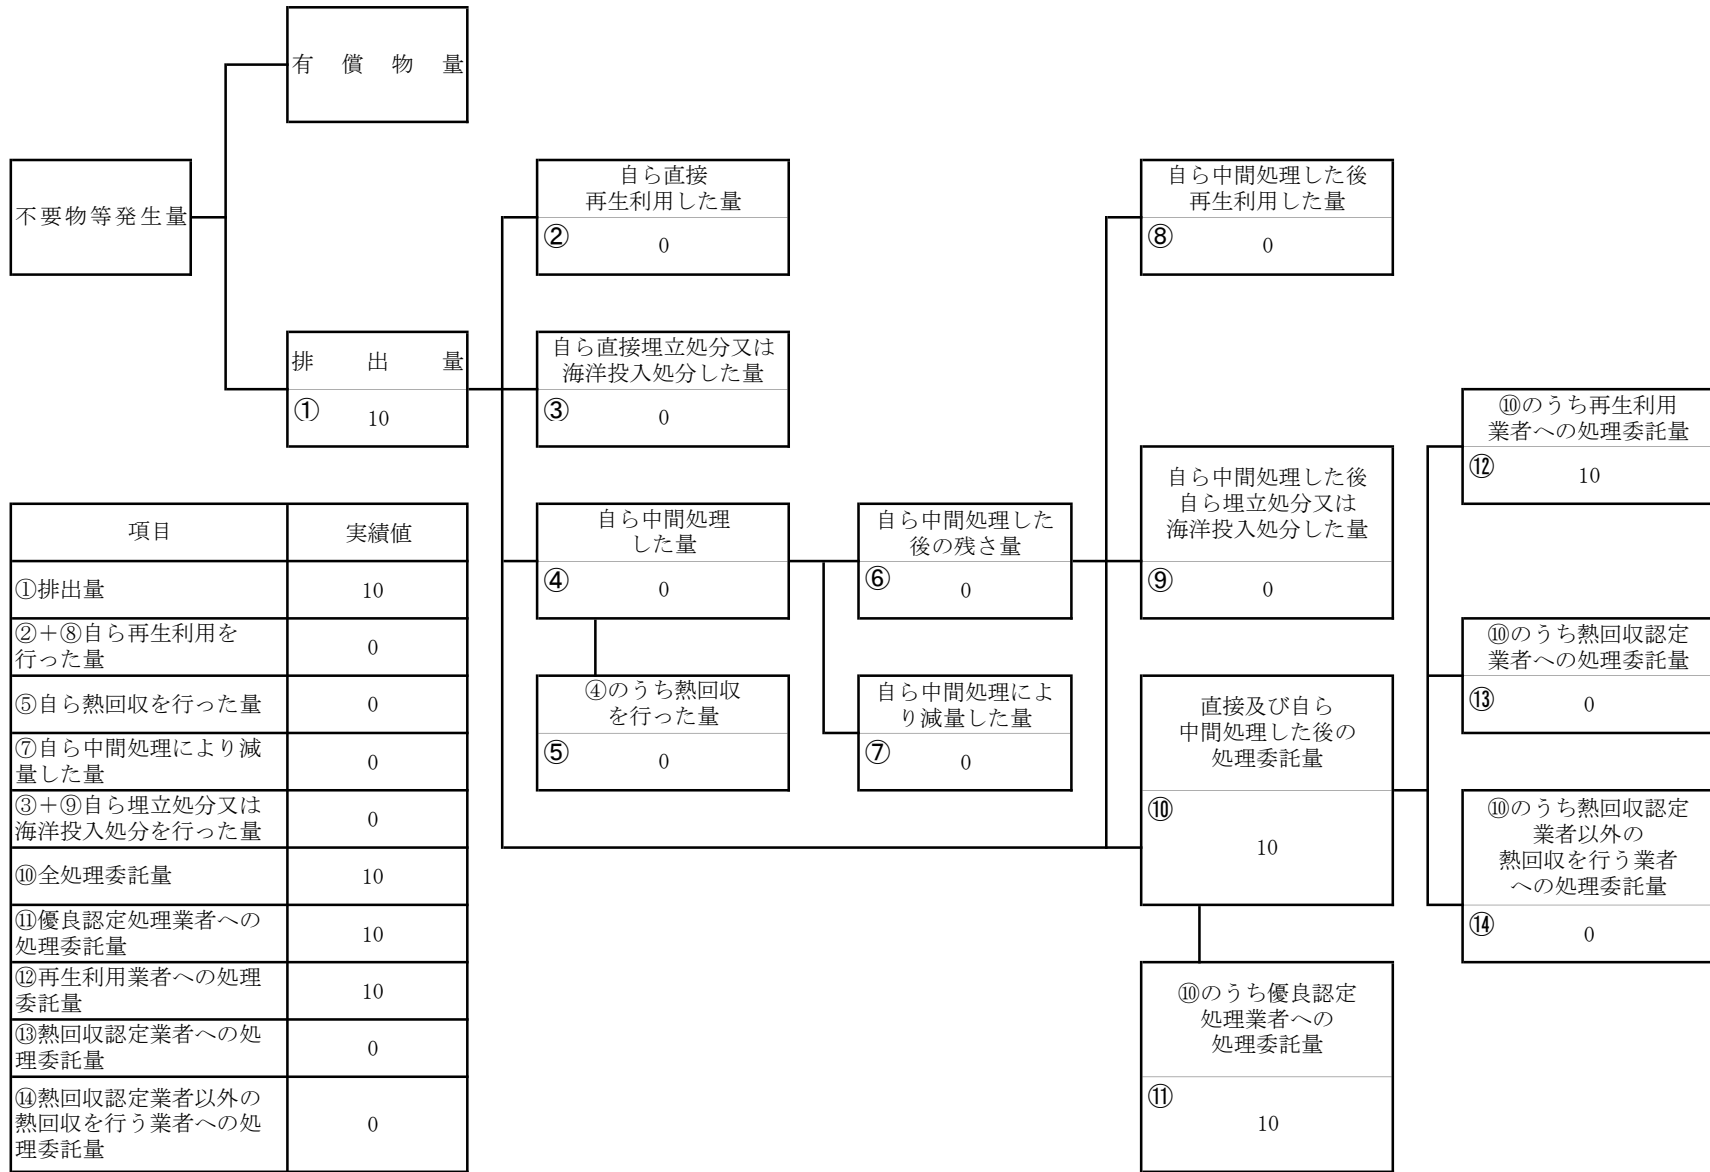 有償物量
不要物等発生量
排出量
① 10
自ら直接
再生利用した量
② 0
自ら直接埋立処分又は
海洋投入処分した量
③ 0
自ら中間処理
した量
④ 0
④のうち熱回収
を行った量
⑤ 0
自ら中間処理した
後の残さ量
⑥ 0
自ら中間処理によ
り減量した量
⑦ 0
自ら中間処理した後
再生利用した量
⑧ 0
自ら中間処理した後
自ら埋立処分又は
海洋投入処分した量
⑨ 0
直接及び自ら
中間処理した後の
処理委託量
⑩ 10
⑩のうち優良認定
処理業者への
処理委託量
⑪ 10
⑩のうち再生利用
業者への処理委託量
⑫ 10
⑩のうち熱回収認定
業者への処理委託量
⑬ 0
⑩のうち熱回収認定
業者以外の
熱回収を行う業者
への処理委託量
⑭ 0
項目 実績値
①排出量 10
②+⑧自ら再生利用を
行った量 0
⑤自ら熱回収を行った量 0
⑦自ら中間処理により減
量した量 0
③+⑨自ら埋立処分又は
海洋投入処分を行った量 0
⑩全処理委託量 10
⑪優良認定処理業者への
処理委託量 10
⑫再生利用業者への処理
委託量 10
⑬熱回収認定業者への処
理委託量 0
⑭熱回収認定業者以外の
熱回収を行う業者への処
理委託量 0